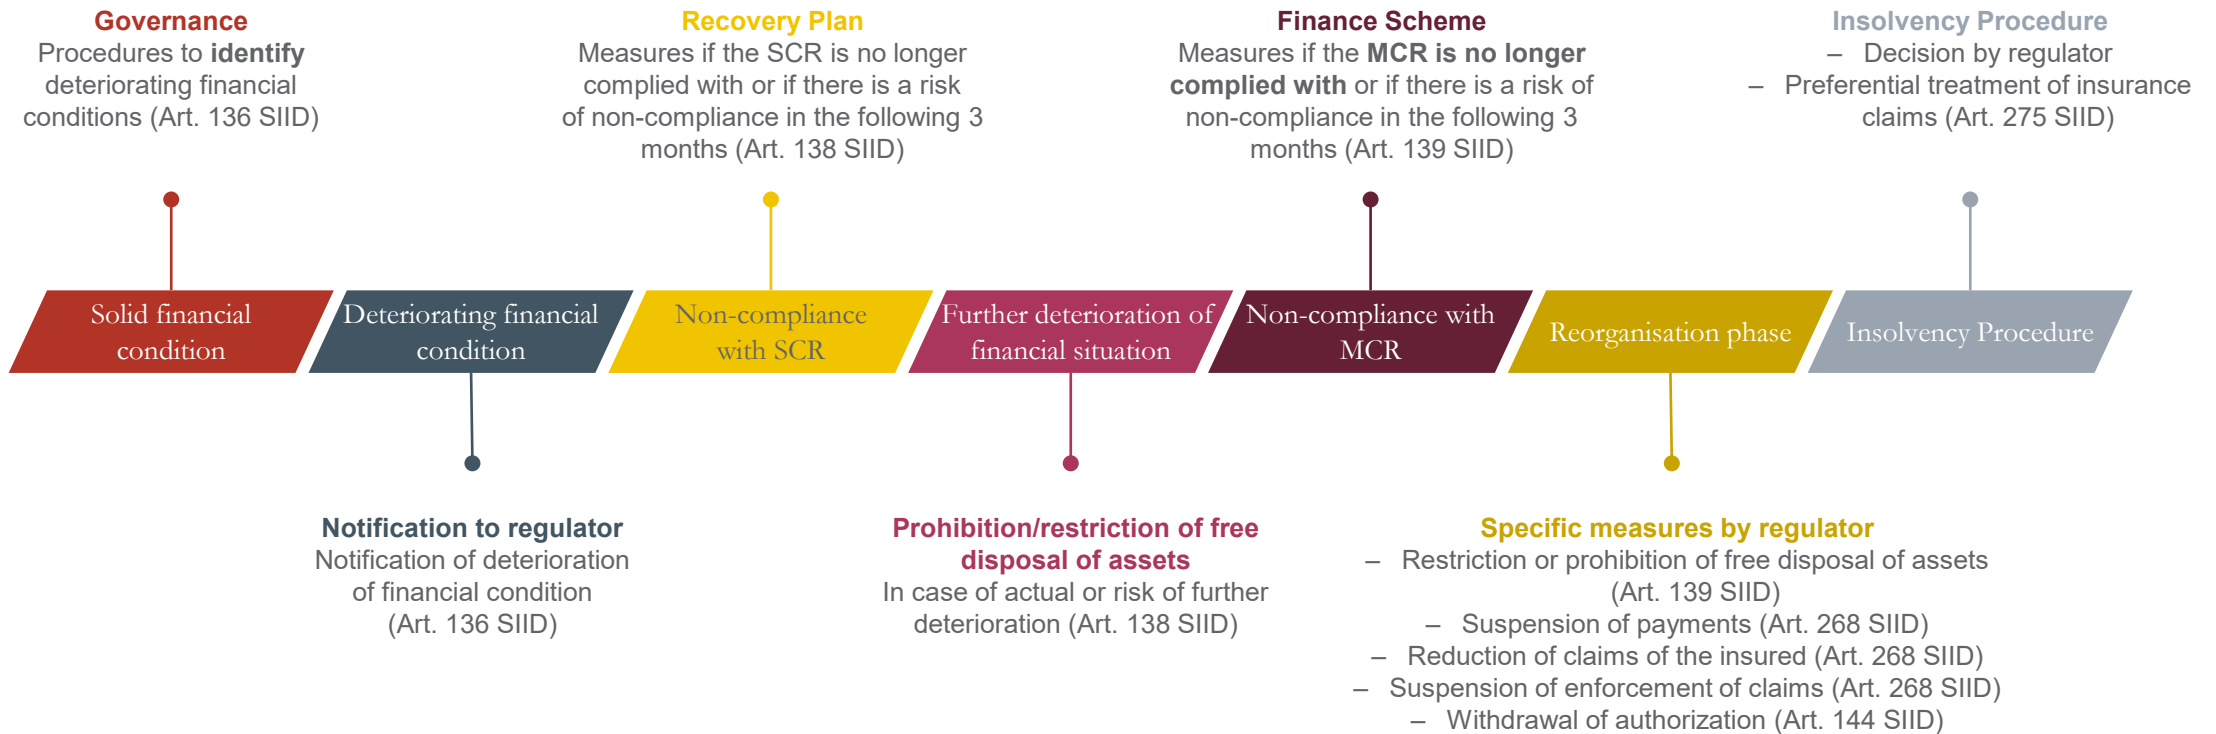 Governance
Procedures to identify
deteriorating financial
conditions (Art. 136 SIID)
Recovery Plan
Measures if the SCR is no longer
complied with or if there is a risk
of non-compliance in the following 3
months (Art. 138 SIID)
Finance Scheme
Measures if the MCR is no longer
complied with or if there is a risk of
non-compliance in the following 3
months (Art. 139 SIID)
Insolvency Procedure
– Decision by regulator
– Preferential treatment of insurance
claims (Art. 275 SIID)
Solid financial
condition
Deteriorating financial
condition
Non-compliance
with SCR
Further deterioration of
financial situation
Non-compliance with
MCR
Reorganisation phase
Insolvency Procedure
Notification to regulator
Notification of deterioration
of financial condition
(Art. 136 SIID)
Prohibition/restriction of free
disposal of assets
In case of actual or risk of further
deterioration (Art. 138 SIID)
Specific measures by regulator
– Restriction or prohibition of free disposal of assets
(Art. 139 SIID)
– Suspension of payments (Art. 268 SIID)
– Reduction of claims of the insured (Art. 268 SIID)
– Suspension of enforcement of claims (Art. 268 SIID)
– Withdrawal of authorization (Art. 144 SIID)